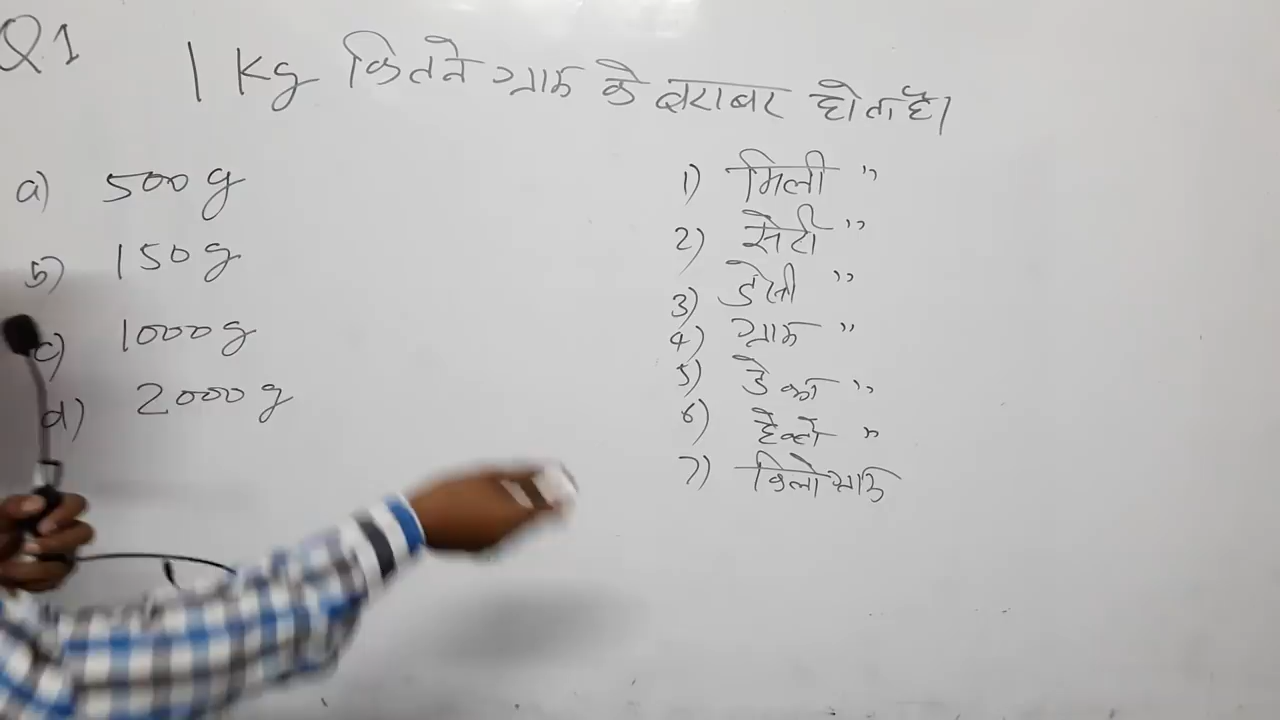 Q1
1 Kg कितने ग्राम के बराबर होता है।
a) 500 g
b) 150 g
c) 1000 g
d) 2000 g
1) मिली "
2) सेटी "
3) डेसी "
4) ग्राम "
5) डेका "
6) हेक्टो "
7) किलोग्राम